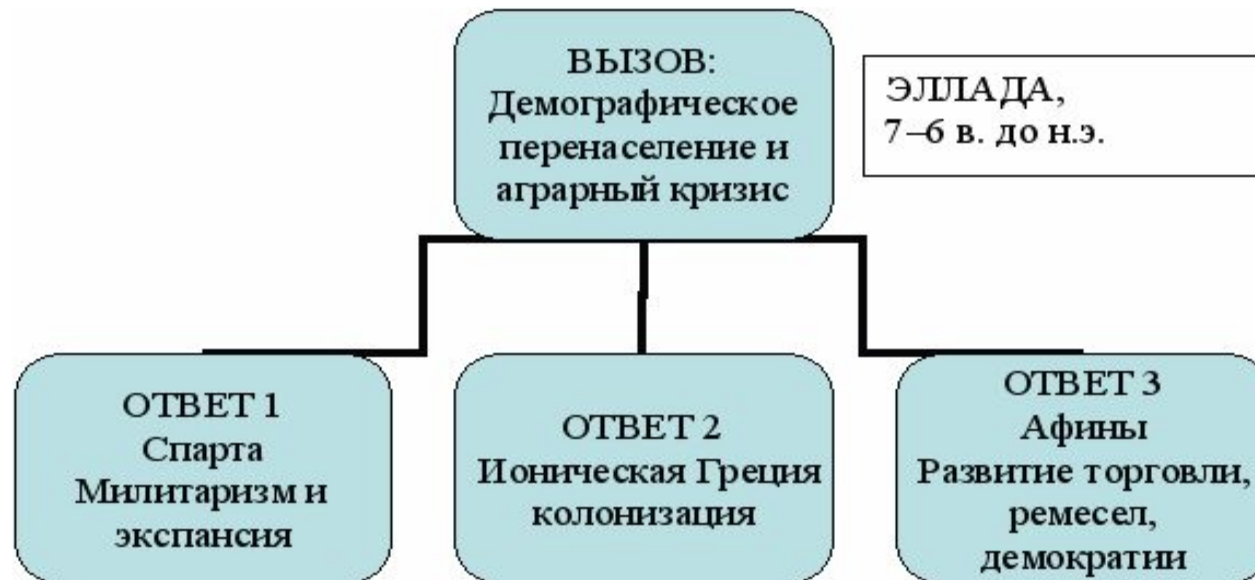 ВЫЗОВ:
Демографическое
перенаселение и
аграрный кризис
ЭЛЛАДА,
7–6 в. до н.э.
ОТВЕТ 1
Спарта
Милитаризм и
экспансия
ОТВЕТ 2
Ионическая Греция
колонизация
ОТВЕТ 3
Афины
Развитие торговли,
ремесел,
демократии